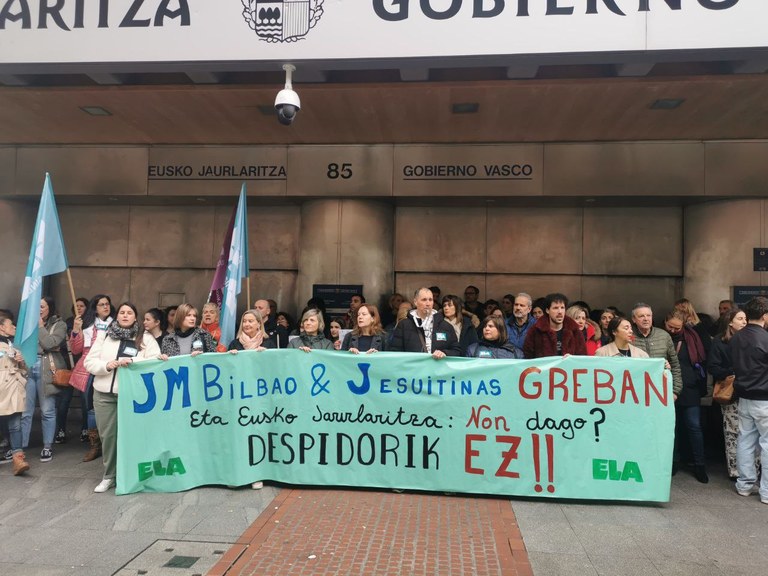 ARITZA GOBIERNO
EUSKO JAURLARITZA 85 GOBIERNO VASCO
JM BILBAO & JESUITINAS GREBAN
Eta Eusko Jaurlaritza: Non dago?
DESPIDORIK EZ!!
ELA ELA